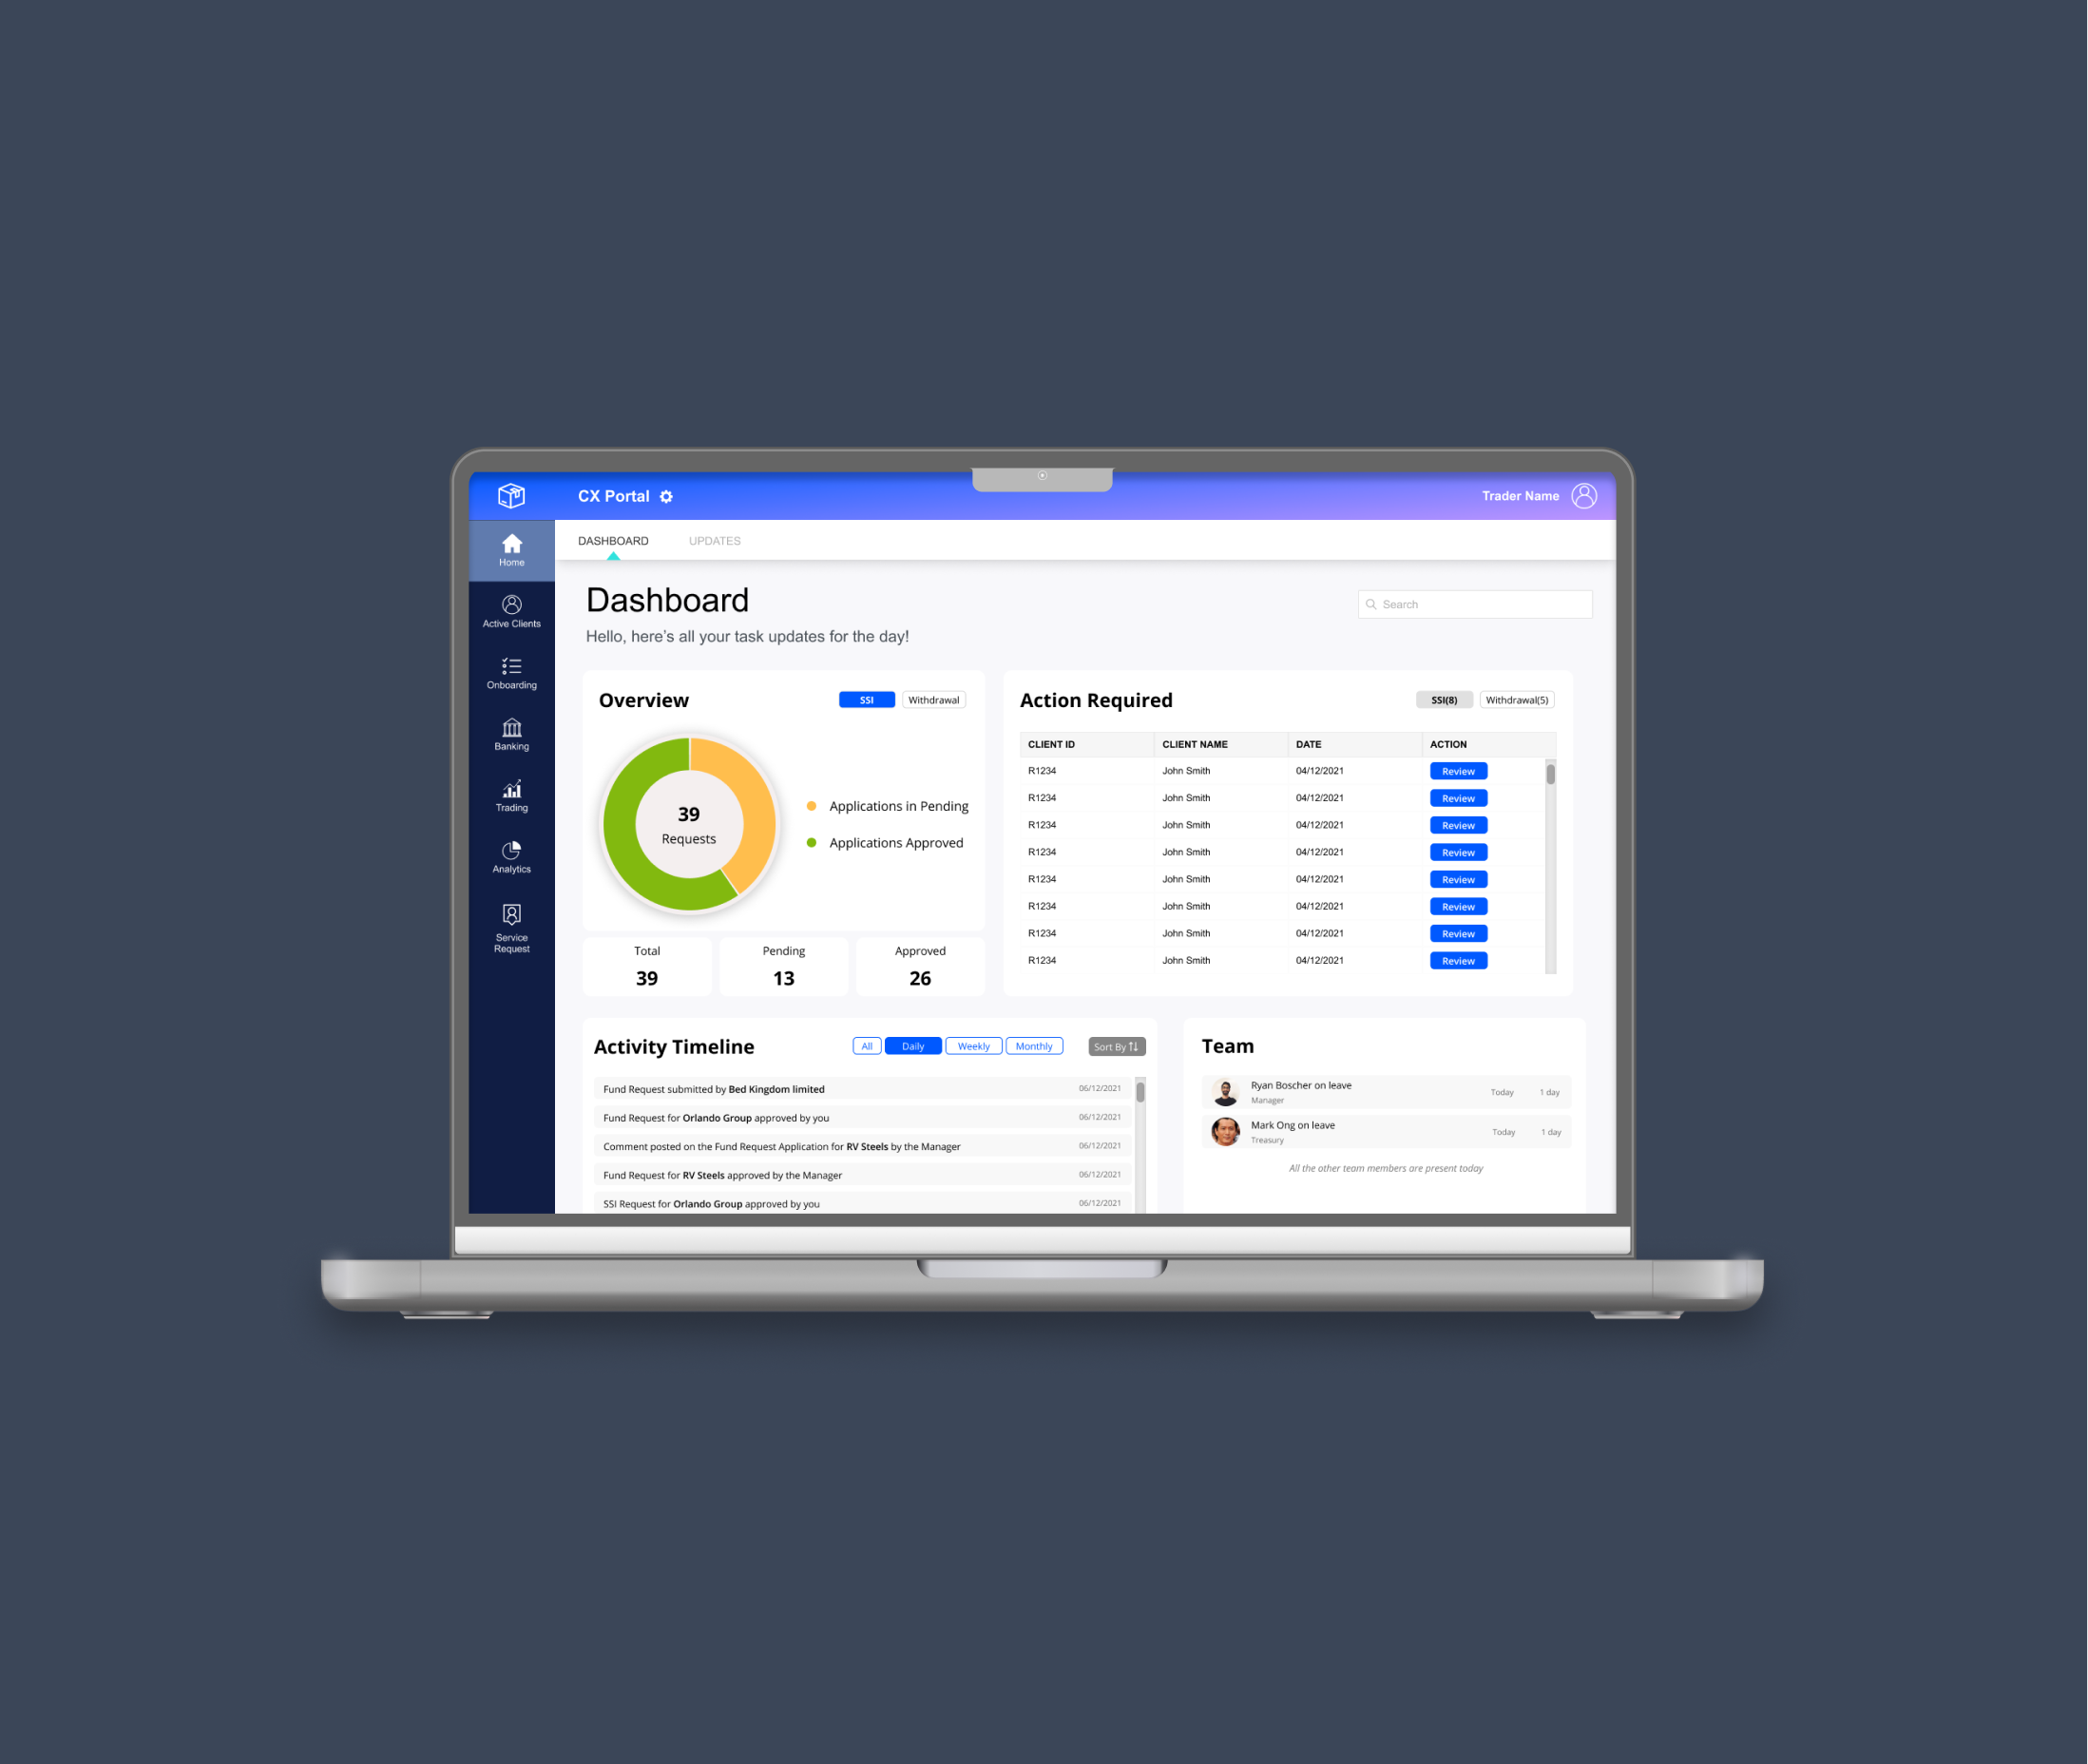 CX Portal
Trader Name
Home
Active Clients
Onboarding
Banking
Trading
Analytics
Service
Request
DASHBOARD UPDATES
Dashboard
Search
Hello, here’s all your task updates for the day!
Overview SSI Withdrawal
39
Requests
Applications in Pending
Applications Approved
Total Pending Approved
39 13 26
Action Required SSI(8) Withdrawal(5)
CLIENT ID CLIENT NAME DATE ACTION
R1234 John Smith 04/12/2021 Review
R1234 John Smith 04/12/2021 Review
R1234 John Smith 04/12/2021 Review
R1234 John Smith 04/12/2021 Review
R1234 John Smith 04/12/2021 Review
R1234 John Smith 04/12/2021 Review
R1234 John Smith 04/12/2021 Review
R1234 John Smith 04/12/2021 Review
Activity Timeline All Daily Weekly Monthly Sort By
Fund Request submitted by Bed Kingdom limited 06/12/2021
Fund Request for Orlando Group approved by you 06/12/2021
Comment posted on the Fund Request Application for RV Steels by the Manager 06/12/2021
Fund Request for RV Steels approved by the Manager 06/12/2021
SSI Request for Orlando Group approved by you 06/12/2021
Team
Ryan Boscher on leave Today 1 day
Manager
Mark Ong on leave Today 1 day
Treasury
All the other team members are present today